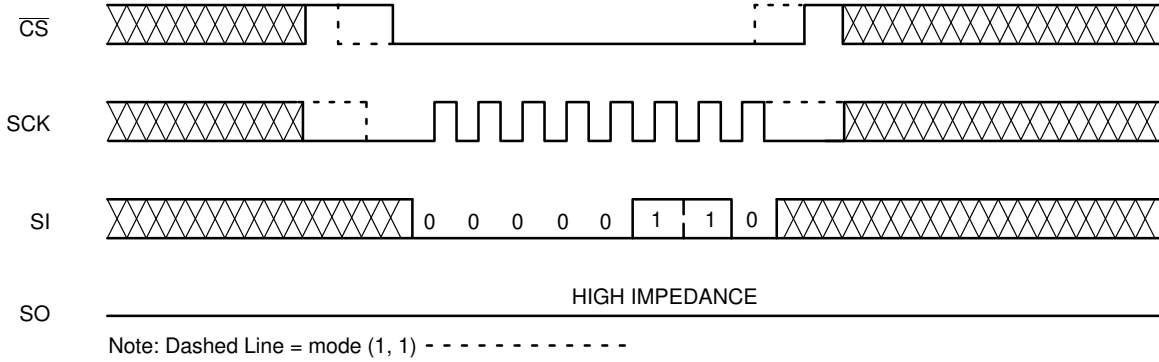 CS
SCK
SI
0 0 0 0 0 1 1 0
HIGH IMPEDANCE
SO
Note: Dashed Line = mode (1, 1) - - - - - - - - - - - - -